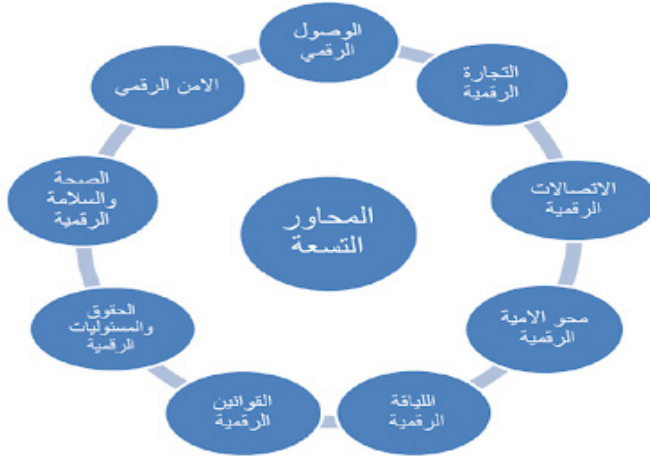 الوصول
الرقمي
التجارة
الرقمية
الاتصالات
الرقمية
محو الامية
الرقمية
اللياقة
الرقمية
القوانين
الرقمية
الحقوق
والمسئوليات
الرقمية
الصحة
والسلامة
الرقمية
الامن الرقمي
المحاور
التسعة